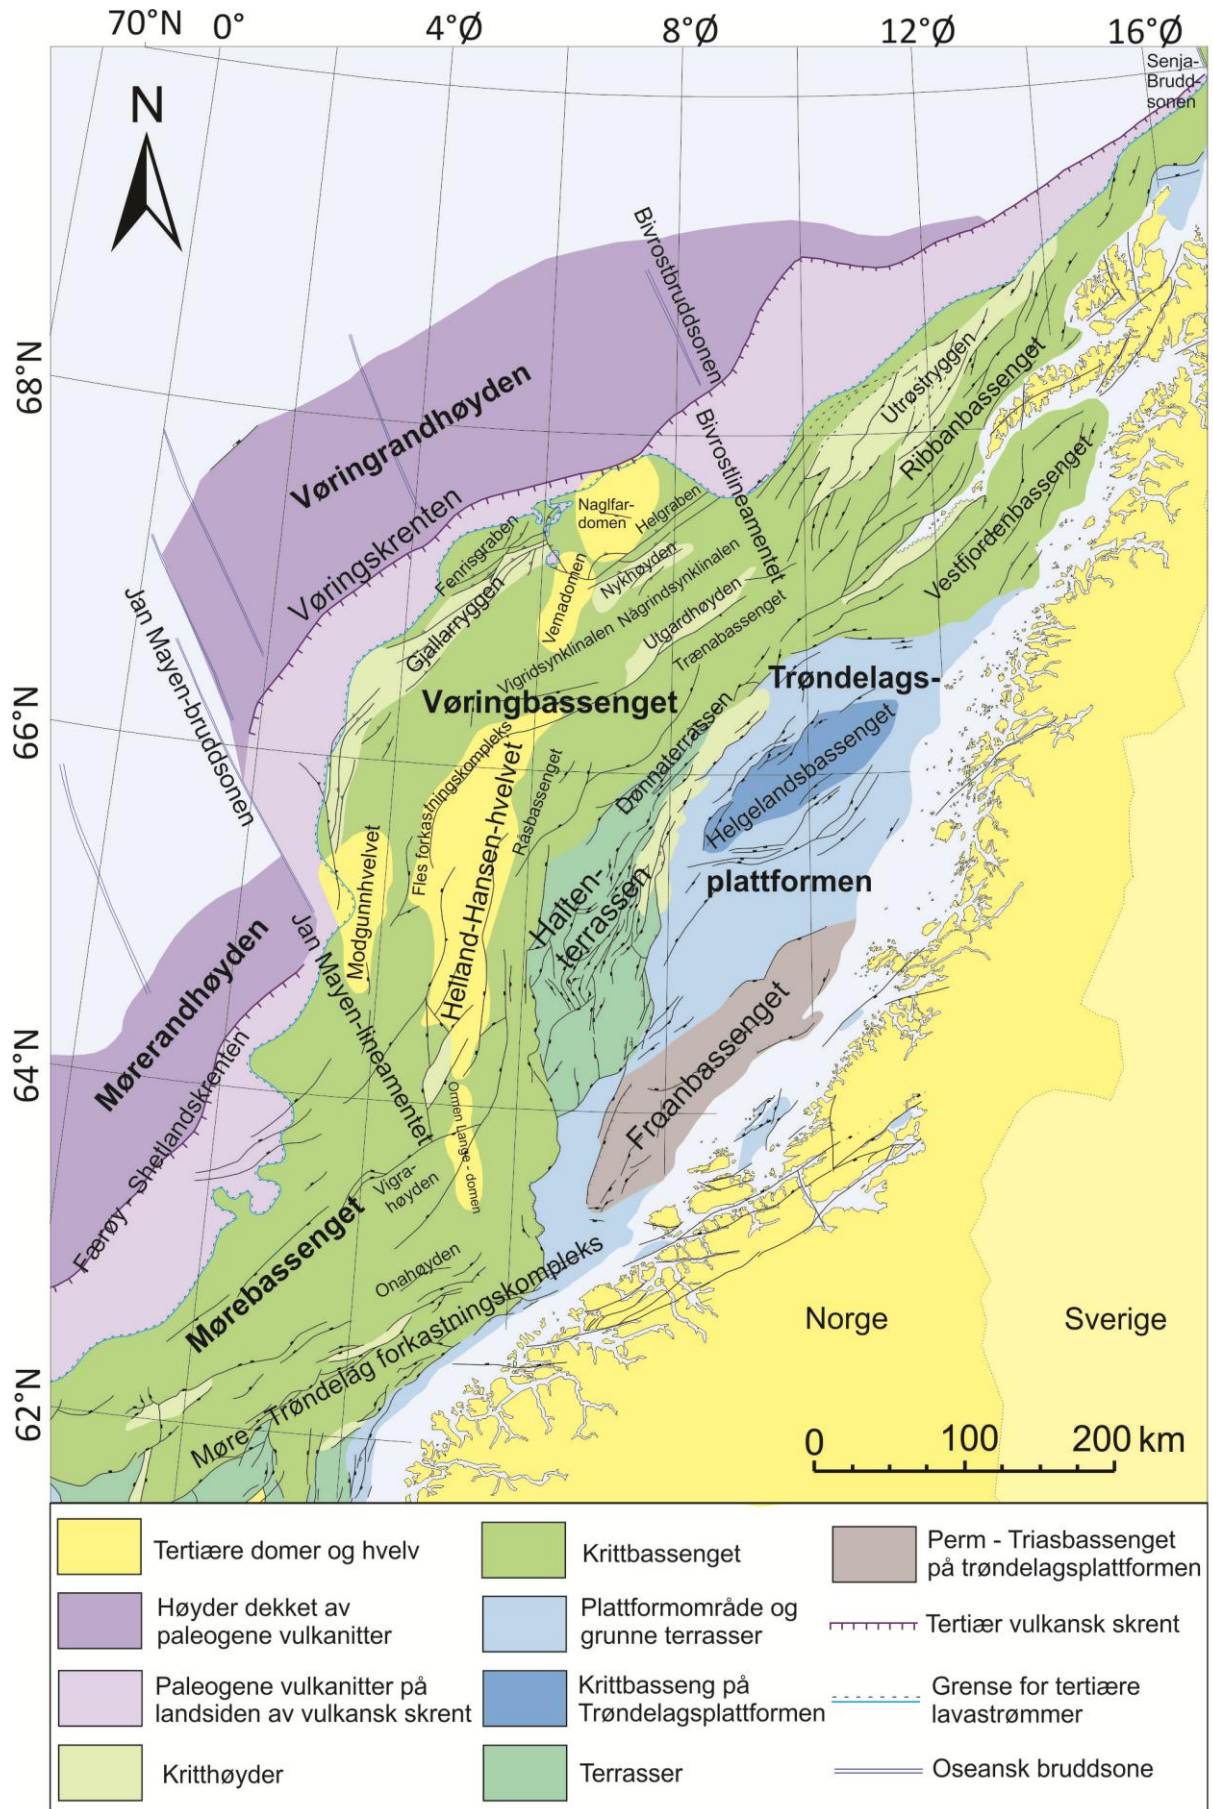 70°N 0° 4°Ø 8°Ø 12°Ø 16°Ø
Senja-
Brudd-
sonen
N
68°N
66°N
64°N
62°N
Bivrostbruddsonen
Vøringrandhøyden
Vøringskrenten
Jan Mayen-bruddsonen
Utrøstryggen
Ribbanbassenget
Bivrostlineamentet
Vestfjordenbassenget
Naglfar-
domen
Helgraben
Fenrisgraben
Gjallarryggen
Vemadomen
Nykhøyden
Någrindsynklinalen
Vigridsynklinalen
Utgardhøyden
Trænabassenget
Vøringbassenget
Trøndelags-
plattformen
Helgelandsbassenget
Dønnaterrassen
Fles forkastningskompleks
Helland-Hansen-hvelvet
Råsbassenget
Modgunnhvelvet
Halten-
terrassen
Jan Mayen-lineamentet
Mørerandhøyden
Færøy - Shetlandskrenten
Frøanbassenget
Ormen Lange - domen
Vigra-
høyden
Mørebassenget
Onahøyden
Møre - Trøndelag forkastningskompleks
Norge
Sverige
0 100 200 km
Tertiære domer og hvelv
Høyder dekket av
paleogene vulkanitter
Paleogene vulkanitter på
landsiden av vulkansk skrent
Kritthøyder
Krittbassenget
Plattformområde og
grunne terrasser
Krittbasseng på
Trøndelagsplattformen
Terrasser
Perm - Triasbassenget
på trøndelagsplattformen
Tertiær vulkansk skrent
Grense for tertiære
lavastrømmer
Oseansk bruddsone